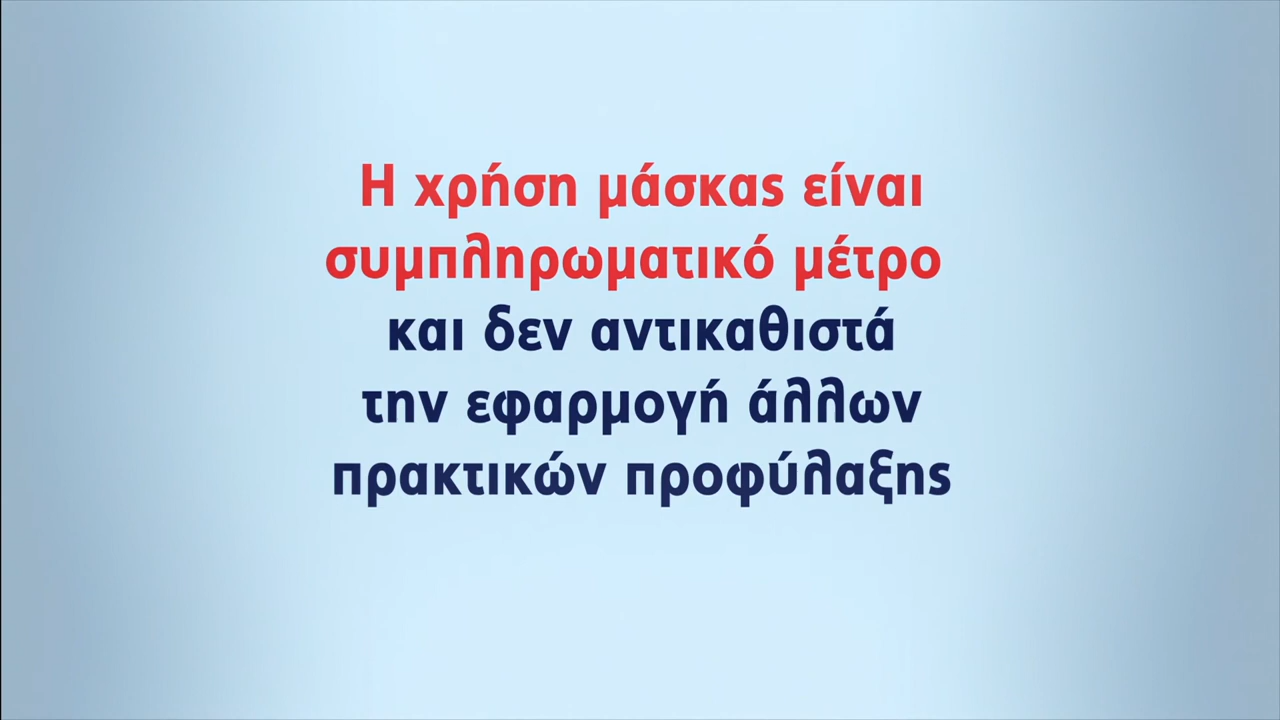 Η χρήση μάσκας είναι
συμπληρωματικό μέτρο
και δεν αντικαθιστά
την εφαρμογή άλλων
πρακτικών προφύλαξης